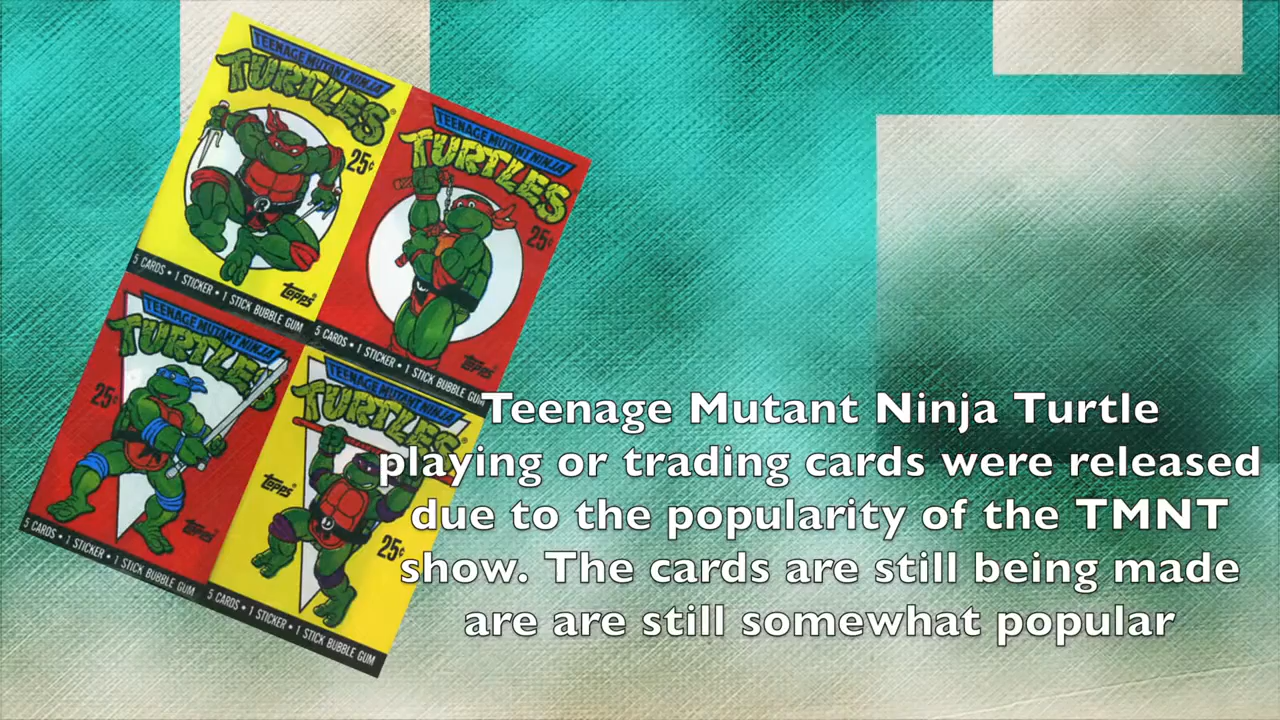 TEENAGE MUTANT NINJA
TURTLES
25¢
5 CARDS • 1 STICKER • 1 STICK BUBBLE GUM
TOPPS
TEENAGE MUTANT NINJA
TURTLES
25¢
5 CARDS • 1 STICKER • 1 STICK BUBBLE GUM
TOPPS
TEENAGE MUTANT NINJA
TURTLES
25¢
TOPPS
5 CARDS • 1 STICKER • 1 STICK BUBBLE GUM
TEENAGE MUTANT NINJA
TURTLES
TOPPS
25¢
5 CARDS • 1 STICKER • 1 STICK BUBBLE GUM
Teenage Mutant Ninja Turtle
playing or trading cards were released
due to the popularity of the TMNT
show. The cards are still being made
are are still somewhat popular